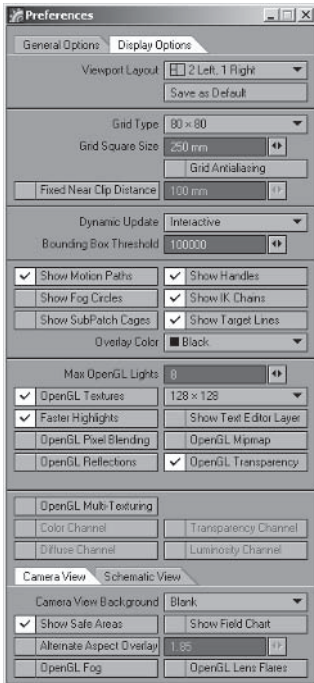 Preferences
General Options Display Options
Viewport Layout 2 Left, 1 Right
Save as Default
Grid Type 80 × 80
Grid Square Size 250 mm
Grid Antialiasing
Fixed Near Clip Distance 100 mm
Dynamic Update Interactive
Bounding Box Threshold 100000
Show Motion Paths Show Handles
Show Fog Circles Show IK Chains
Show SubPatch Cages Show Target Lines
Overlay Color Black
Max OpenGL Lights 8
OpenGL Textures 128 × 128
Faster Highlights Show Text Editor Layer
OpenGL Pixel Blending OpenGL Mipmap
OpenGL Reflections OpenGL Transparency
OpenGL Multi-Texturing
Color Channel Transparency Channel
Diffuse Channel Luminosity Channel
Camera View Schematic View
Camera View Background Blank
Show Safe Areas Show Field Chart
Alternate Aspect Overlay 1.85
OpenGL Fog OpenGL Lens Flares